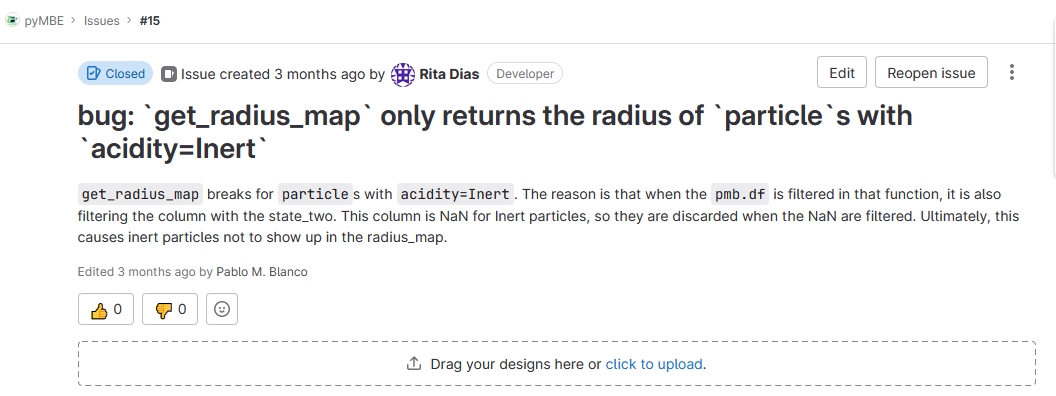 pyMBE > Issues > #15
Closed Issue created 3 months ago by Rita Dias Developer Edit Reopen issue
bug: `get_radius_map` only returns the radius of `particle`s with
`acidity=Inert`
get_radius_map breaks for particles with acidity=Inert. The reason is that when the pmb.df is filtered in that function, it is also
filtering the column with the state_two. This column is NaN for Inert particles, so they are discarded when the NaN are filtered. Ultimately, this
causes inert particles not to show up in the radius_map.
Edited 3 months ago by Pablo M. Blanco
0 0
Drag your designs here or click to upload.